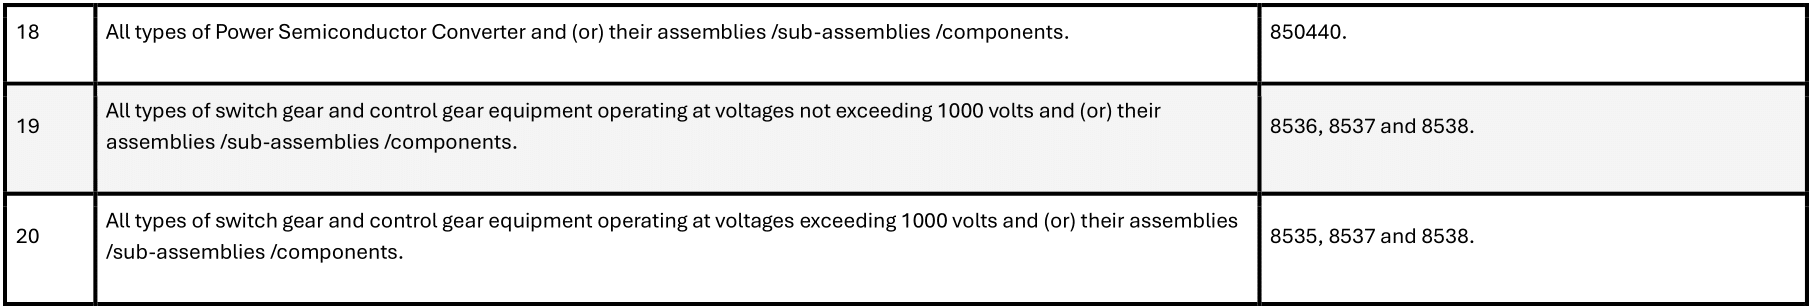 18
All types of Power Semiconductor Converter and (or) their assemblies /sub-assemblies /components.
850440.
19
All types of switch gear and control gear equipment operating at voltages not exceeding 1000 volts and (or) their
assemblies /sub-assemblies /components.
8536, 8537 and 8538.
20
All types of switch gear and control gear equipment operating at voltages exceeding 1000 volts and (or) their assemblies
/sub-assemblies /components.
8535, 8537 and 8538.